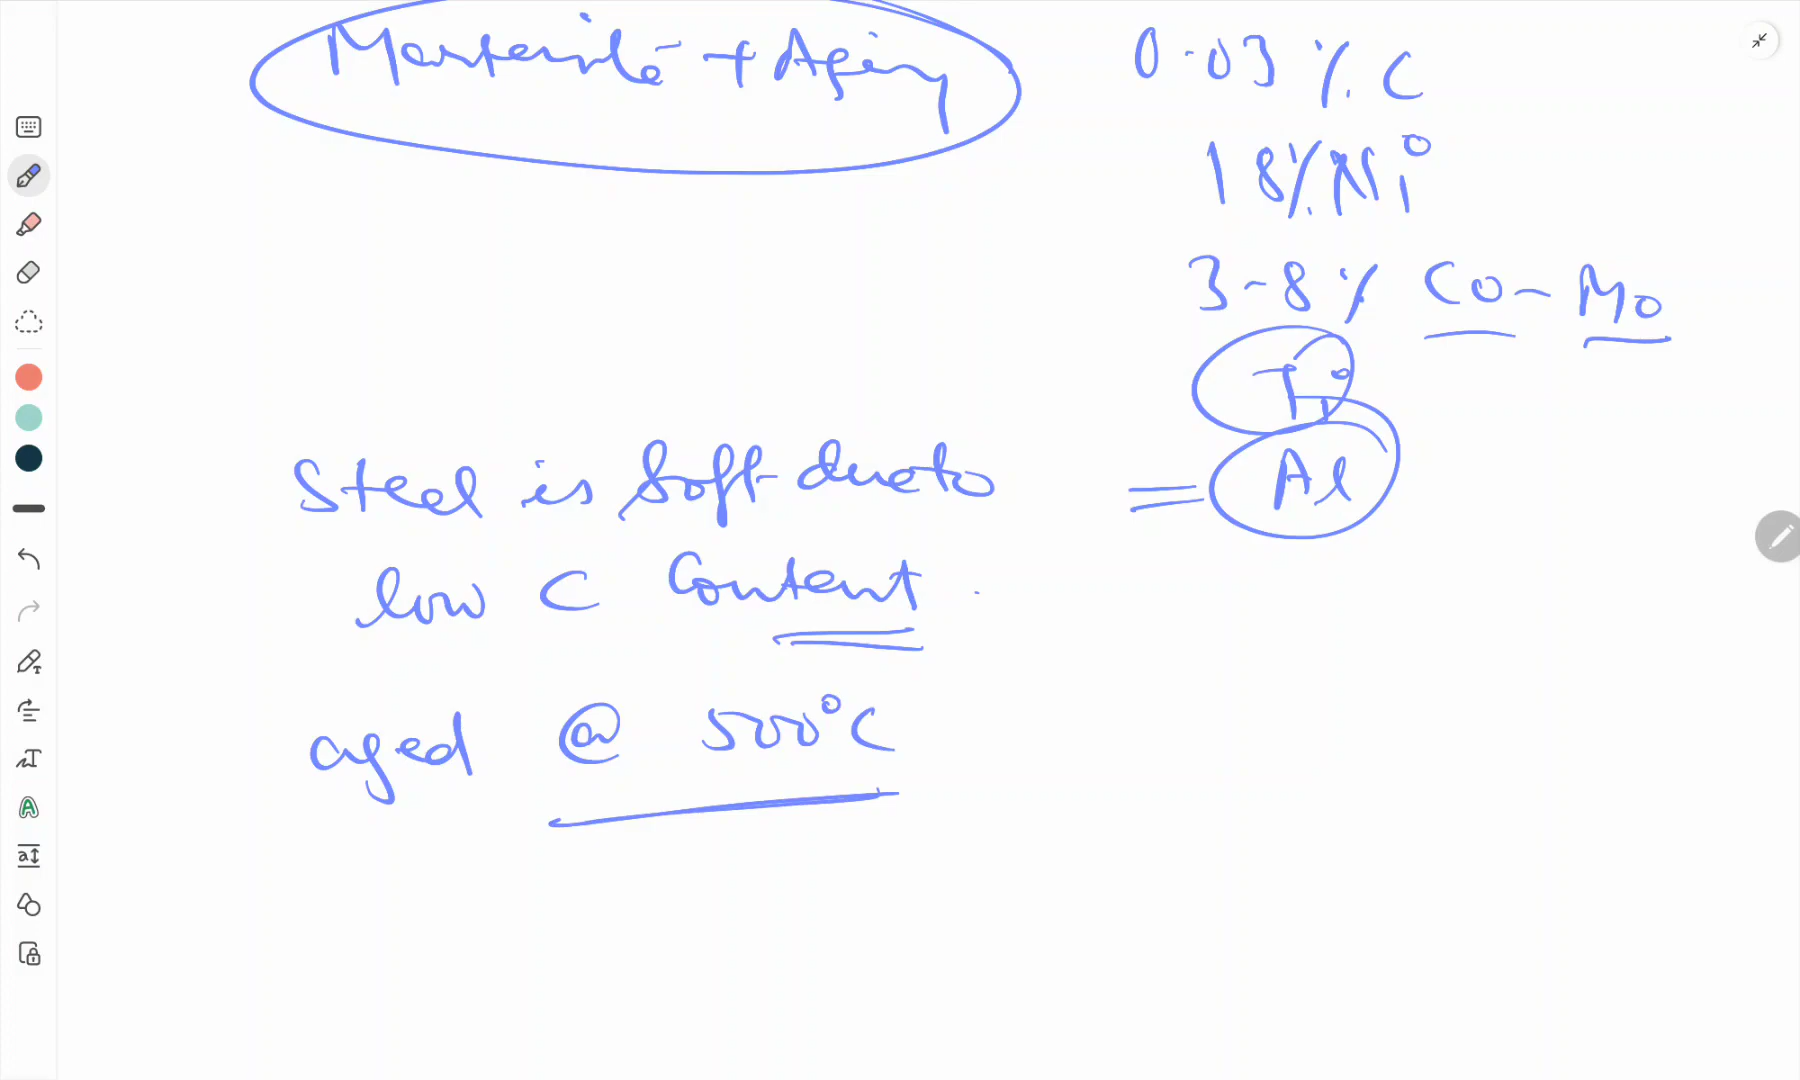 Martensite + Aging
0.03 % C
18% Ni
3-8 % Co - Mo
Ti
= Al
Steel is soft due to
low C Content.
aged @ 500°C